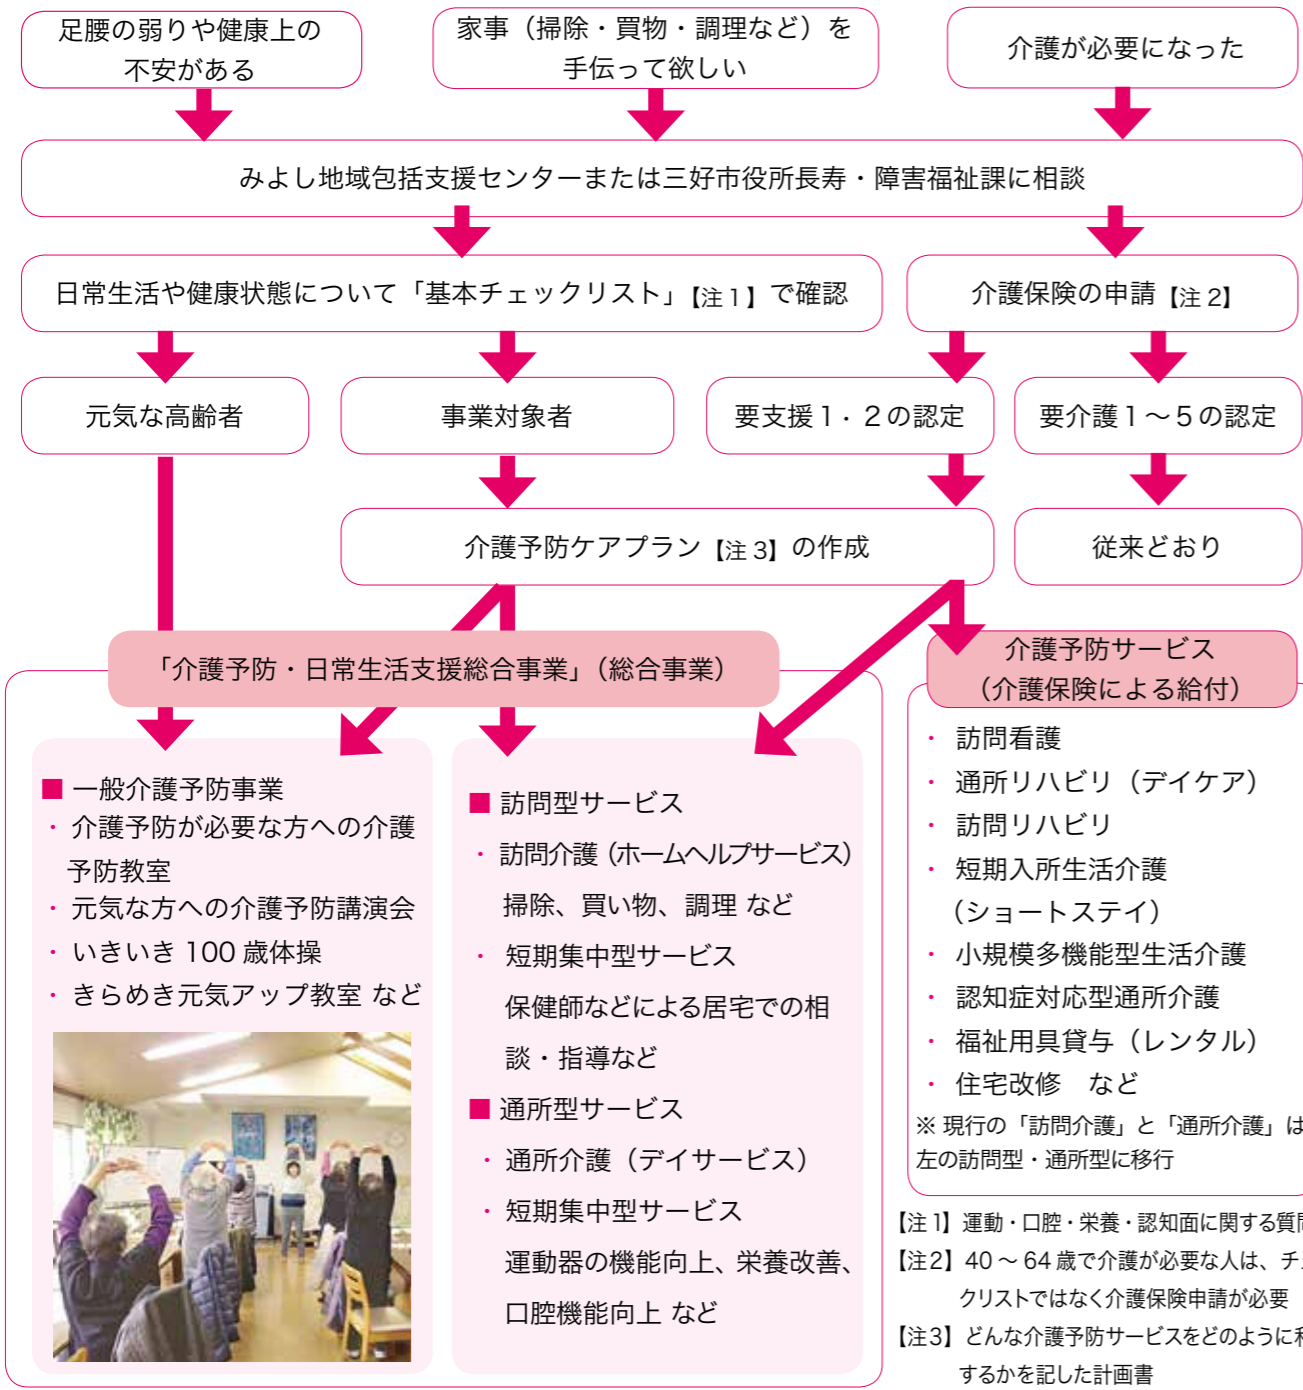 足腰の弱りや健康上の
不安がある
家事（掃除・買物・調理など）を
手伝って欲しい
介護が必要になった
みよし地域包括支援センターまたは三好市役所長寿・障害福祉課に相談
日常生活や健康状態について「基本チェックリスト」【注１】で確認
介護保険の申請【注２】
元気な高齢者
事業対象者
要支援１・２の認定
要介護１～５の認定
介護予防ケアプラン【注３】の作成
従来どおり
「介護予防・日常生活支援総合事業」（総合事業）
■ 一般介護予防事業
・ 介護予防が必要な方への介護
予防教室
・ 元気な方への介護予防講演会
・ いきいき 100 歳体操
・ きらめき元気アップ教室 など
■ 訪問型サービス
・ 訪問介護（ホームヘルプサービス）
掃除、買い物、調理 など
・ 短期集中型サービス
保健師などによる居宅での相
談・指導など
■ 通所型サービス
・ 通所介護（デイサービス）
・ 短期集中型サービス
運動器の機能向上、栄養改善、
口腔機能向上 など
介護予防サービス
（介護保険による給付）
・ 訪問看護
・ 通所リハビリ（デイケア）
・ 訪問リハビリ
・ 短期入所生活介護
（ショートステイ）
・ 小規模多機能型生活介護
・ 認知症対応型通所介護
・ 福祉用具貸与（レンタル）
・ 住宅改修　など
※ 現行の「訪問介護」と「通所介護」は
左の訪問型・通所型に移行
【注１】運動・口腔・栄養・認知面に関する質問
【注２】40 ～ 64 歳で介護が必要な人は、チェ
クリストではなく介護保険申請が必要
【注３】どんな介護予防サービスをどのように利
するかを記した計画書